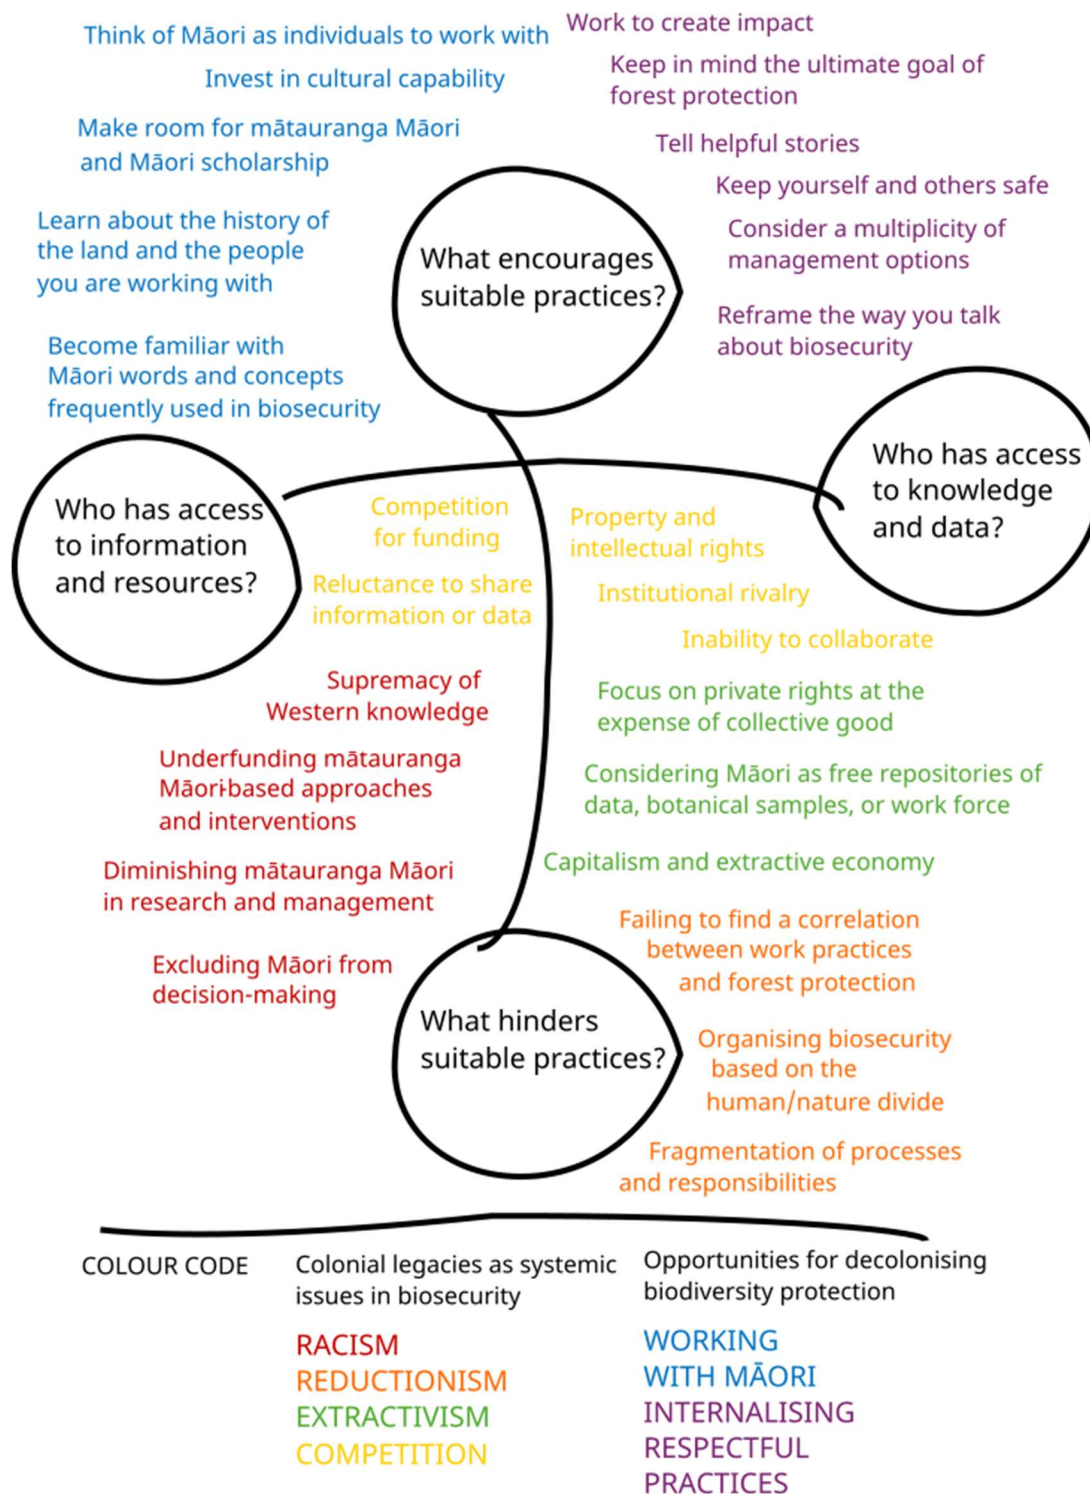 Think of Māori as individuals to work with
Invest in cultural capability
Make room for mātauranga Māori
and Māori scholarship
Learn about the history of
the land and the people
you are working with
Become familiar with
Māori words and concepts
frequently used in biosecurity
Work to create impact
Keep in mind the ultimate goal of
forest protection
Tell helpful stories
Keep yourself and others safe
Consider a multiplicity of
management options
Reframe the way you talk
about biosecurity
What encourages
suitable practices?
Who has access
to information
and resources?
Who has access
to knowledge
and data?
Competition
for funding
Reluctance to share
information or data
Property and
intellectual rights
Institutional rivalry
Inability to collaborate
Supremacy of
Western knowledge
Underfunding mātauranga
Māori-based approaches
and interventions
Diminishing mātauranga Māori
in research and management
Excluding Māori from
decision-making
Focus on private rights at the
expense of collective good
Considering Māori as free repositories of
data, botanical samples, or work force
Capitalism and extractive economy
Failing to find a correlation
between work practices
and forest protection
Organising biosecurity
based on the
human/nature divide
Fragmentation of processes
and responsibilities
What hinders
suitable practices?
COLOUR CODE
Colonial legacies as systemic
issues in biosecurity
RACISM
REDUCTIONISM
EXTRACTIVISM
COMPETITION
Opportunities for decolonising
biodiversity protection
WORKING
WITH MĀORI
INTERNALISING
RESPECTFUL
PRACTICES